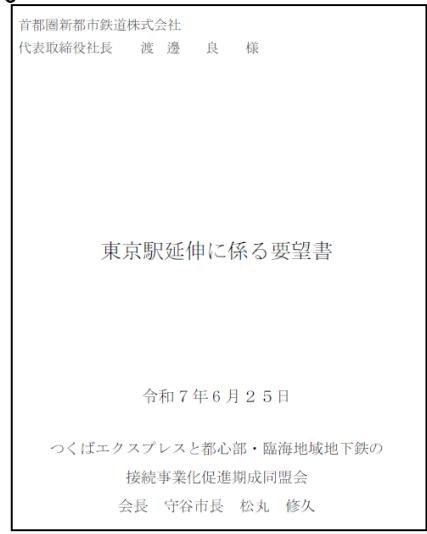 首都圏新都市鉄道株式会社
代表取締役社長　渡　邉　良　様
東京駅延伸に係る要望書
令和７年６月２５日
つくばエクスプレスと都心部・臨海地域地下鉄の
接続事業化促進期成同盟会
会長　守谷市長　松丸　修久